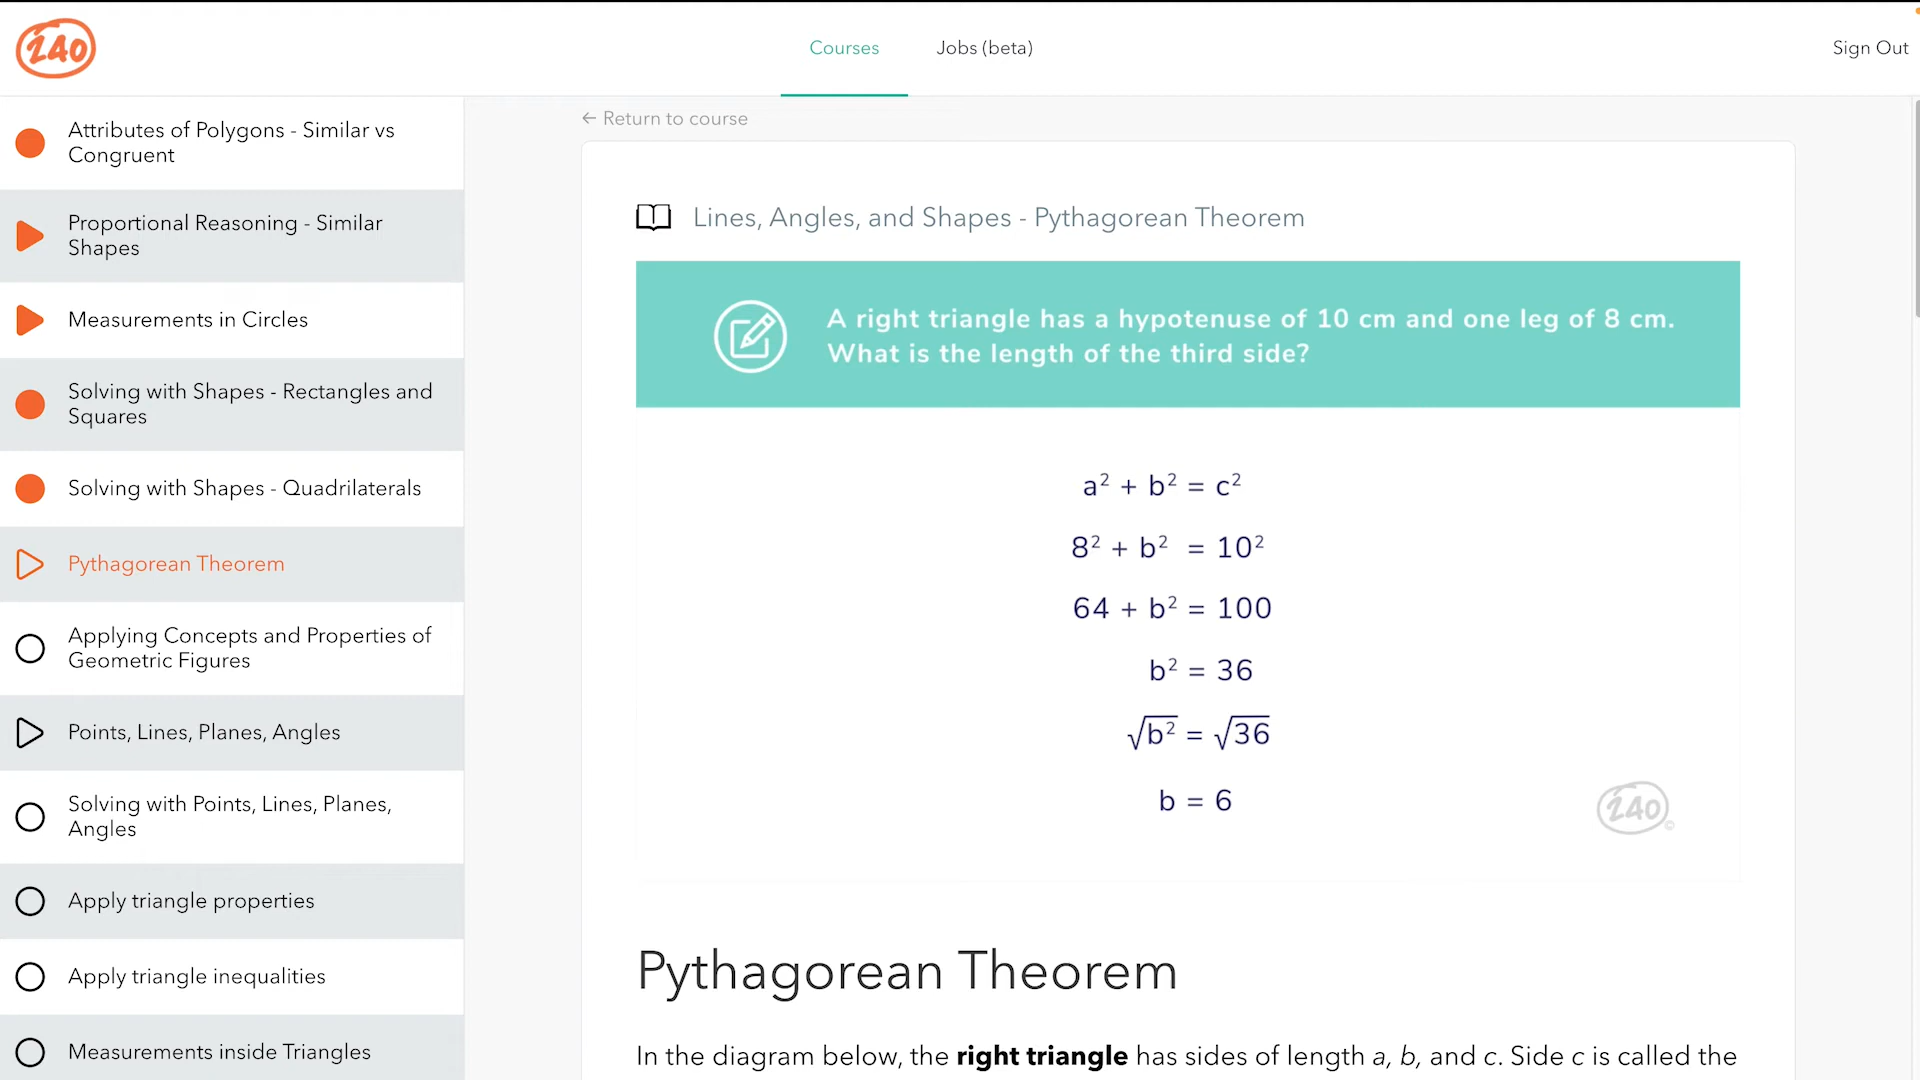 240
Courses
Jobs (beta)
Sign Out
Attributes of Polygons - Similar vs
Congruent
Proportional Reasoning - Similar
Shapes
Measurements in Circles
Solving with Shapes - Rectangles and
Squares
Solving with Shapes - Quadrilaterals
Pythagorean Theorem
Applying Concepts and Properties of
Geometric Figures
Points, Lines, Planes, Angles
Solving with Points, Lines, Planes,
Angles
Apply triangle properties
Apply triangle inequalities
Measurements inside Triangles
← Return to course
Lines, Angles, and Shapes - Pythagorean Theorem
A right triangle has a hypotenuse of 10 cm and one leg of 8 cm.
What is the length of the third side?
a² + b² = c²
8² + b² = 10²
64 + b² = 100
b² = 36
√b² = √36
b = 6
240©
Pythagorean Theorem
In the diagram below, the right triangle has sides of length a, b, and c. Side c is called the